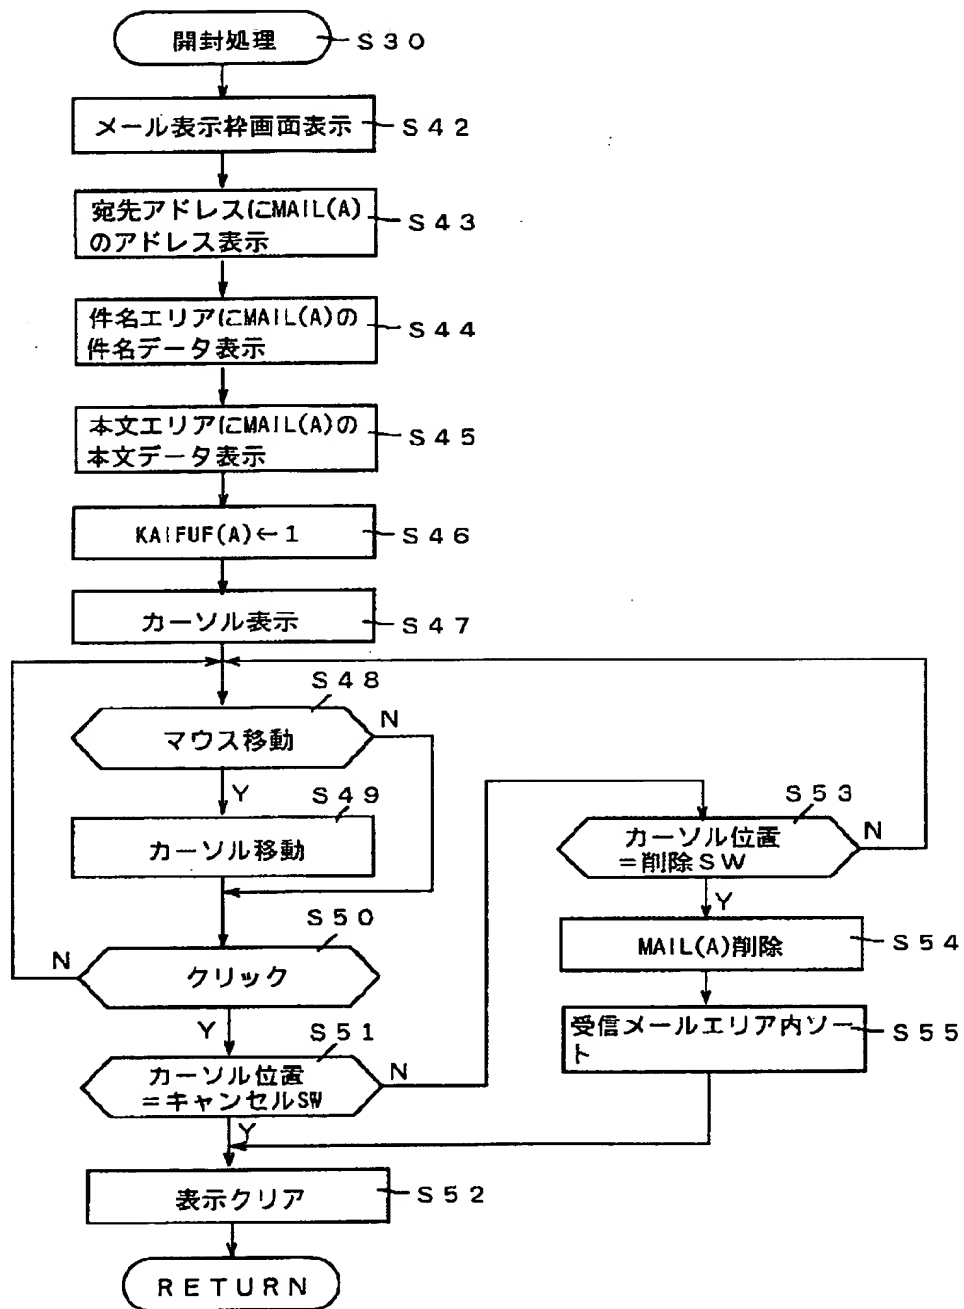 開封処理
S30
メール表示枠画面表示
S42
宛先アドレスにMAIL(A)
のアドレス表示
S43
件名エリアにMAIL(A)の
件名データ表示
S44
本文エリアにMAIL(A)の
本文データ表示
S45
KAIFUF(A)←1
S46
カーソル表示
S47
S48
マウス移動
N
Y
S49
カーソル移動
S50
クリック
N
Y
S51
カーソル位置
=キャンセルSW
N
Y
S53
カーソル位置
=削除SW
N
Y
MAIL(A)削除
S54
受信メールエリア内ソー
ト
S55
表示クリア
S52
RETURN